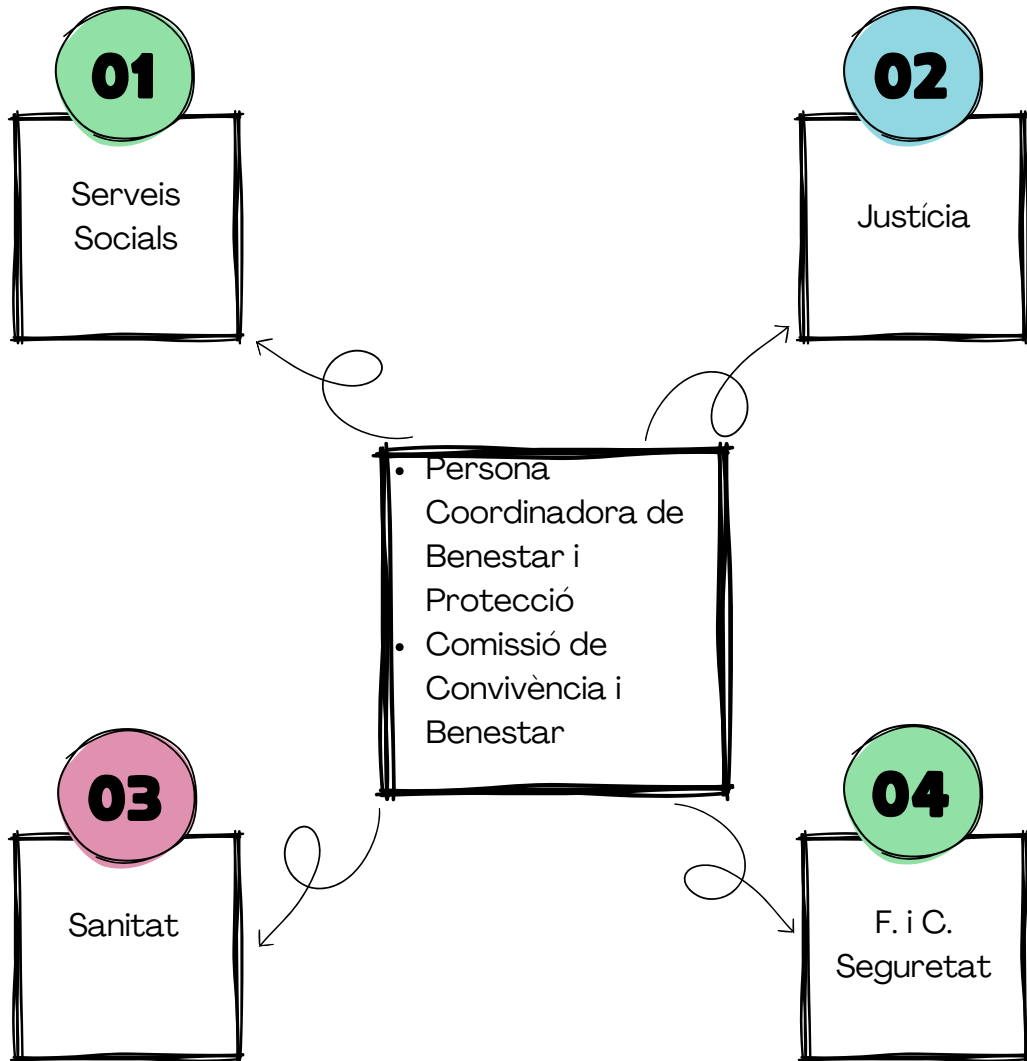 01
Serveis
Socials
02
Justícia
• Persona
Coordinadora de
Benestar i
Protecció
• Comissió de
Convivència i
Benestar
03
Sanitat
04
F. i C.
Seguretat